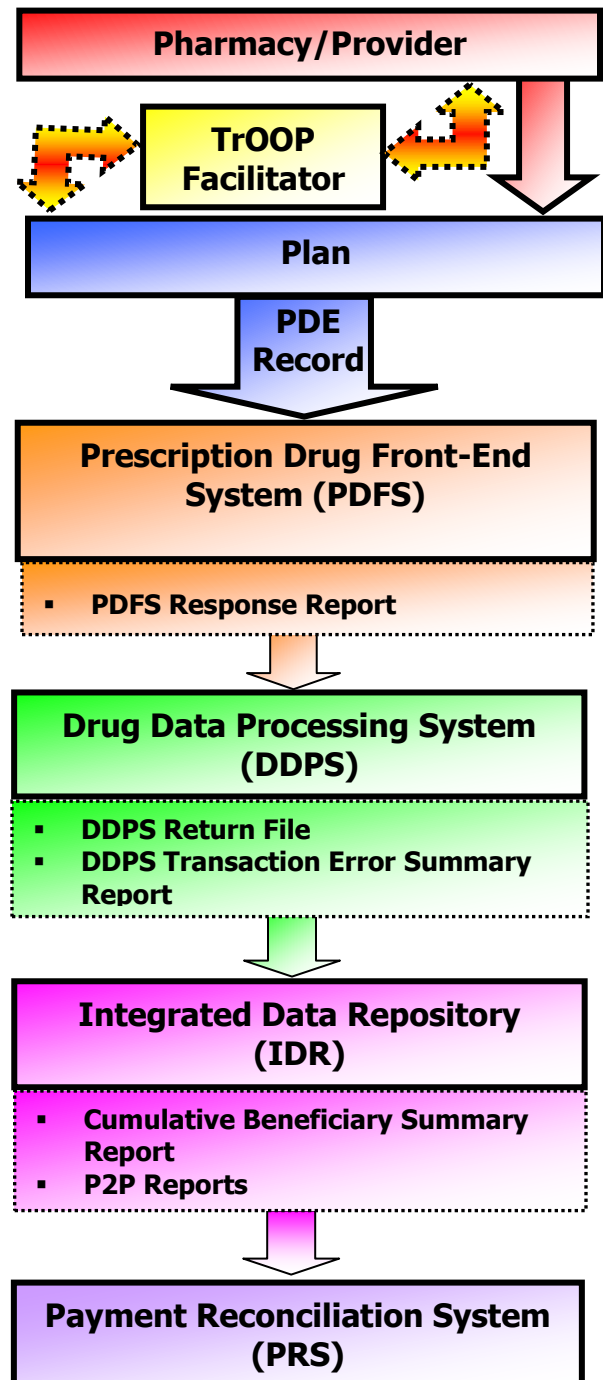 Pharmacy/Provider
TrOOP
Facilitator
Plan
PDE
Record
Prescription Drug Front-End
System (PDFS)
▪ PDFS Response Report
Drug Data Processing System
(DDPS)
▪ DDPS Return File
▪ DDPS Transaction Error Summary
Report
Integrated Data Repository
(IDR)
▪ Cumulative Beneficiary Summary
Report
▪ P2P Reports
Payment Reconciliation System
(PRS)